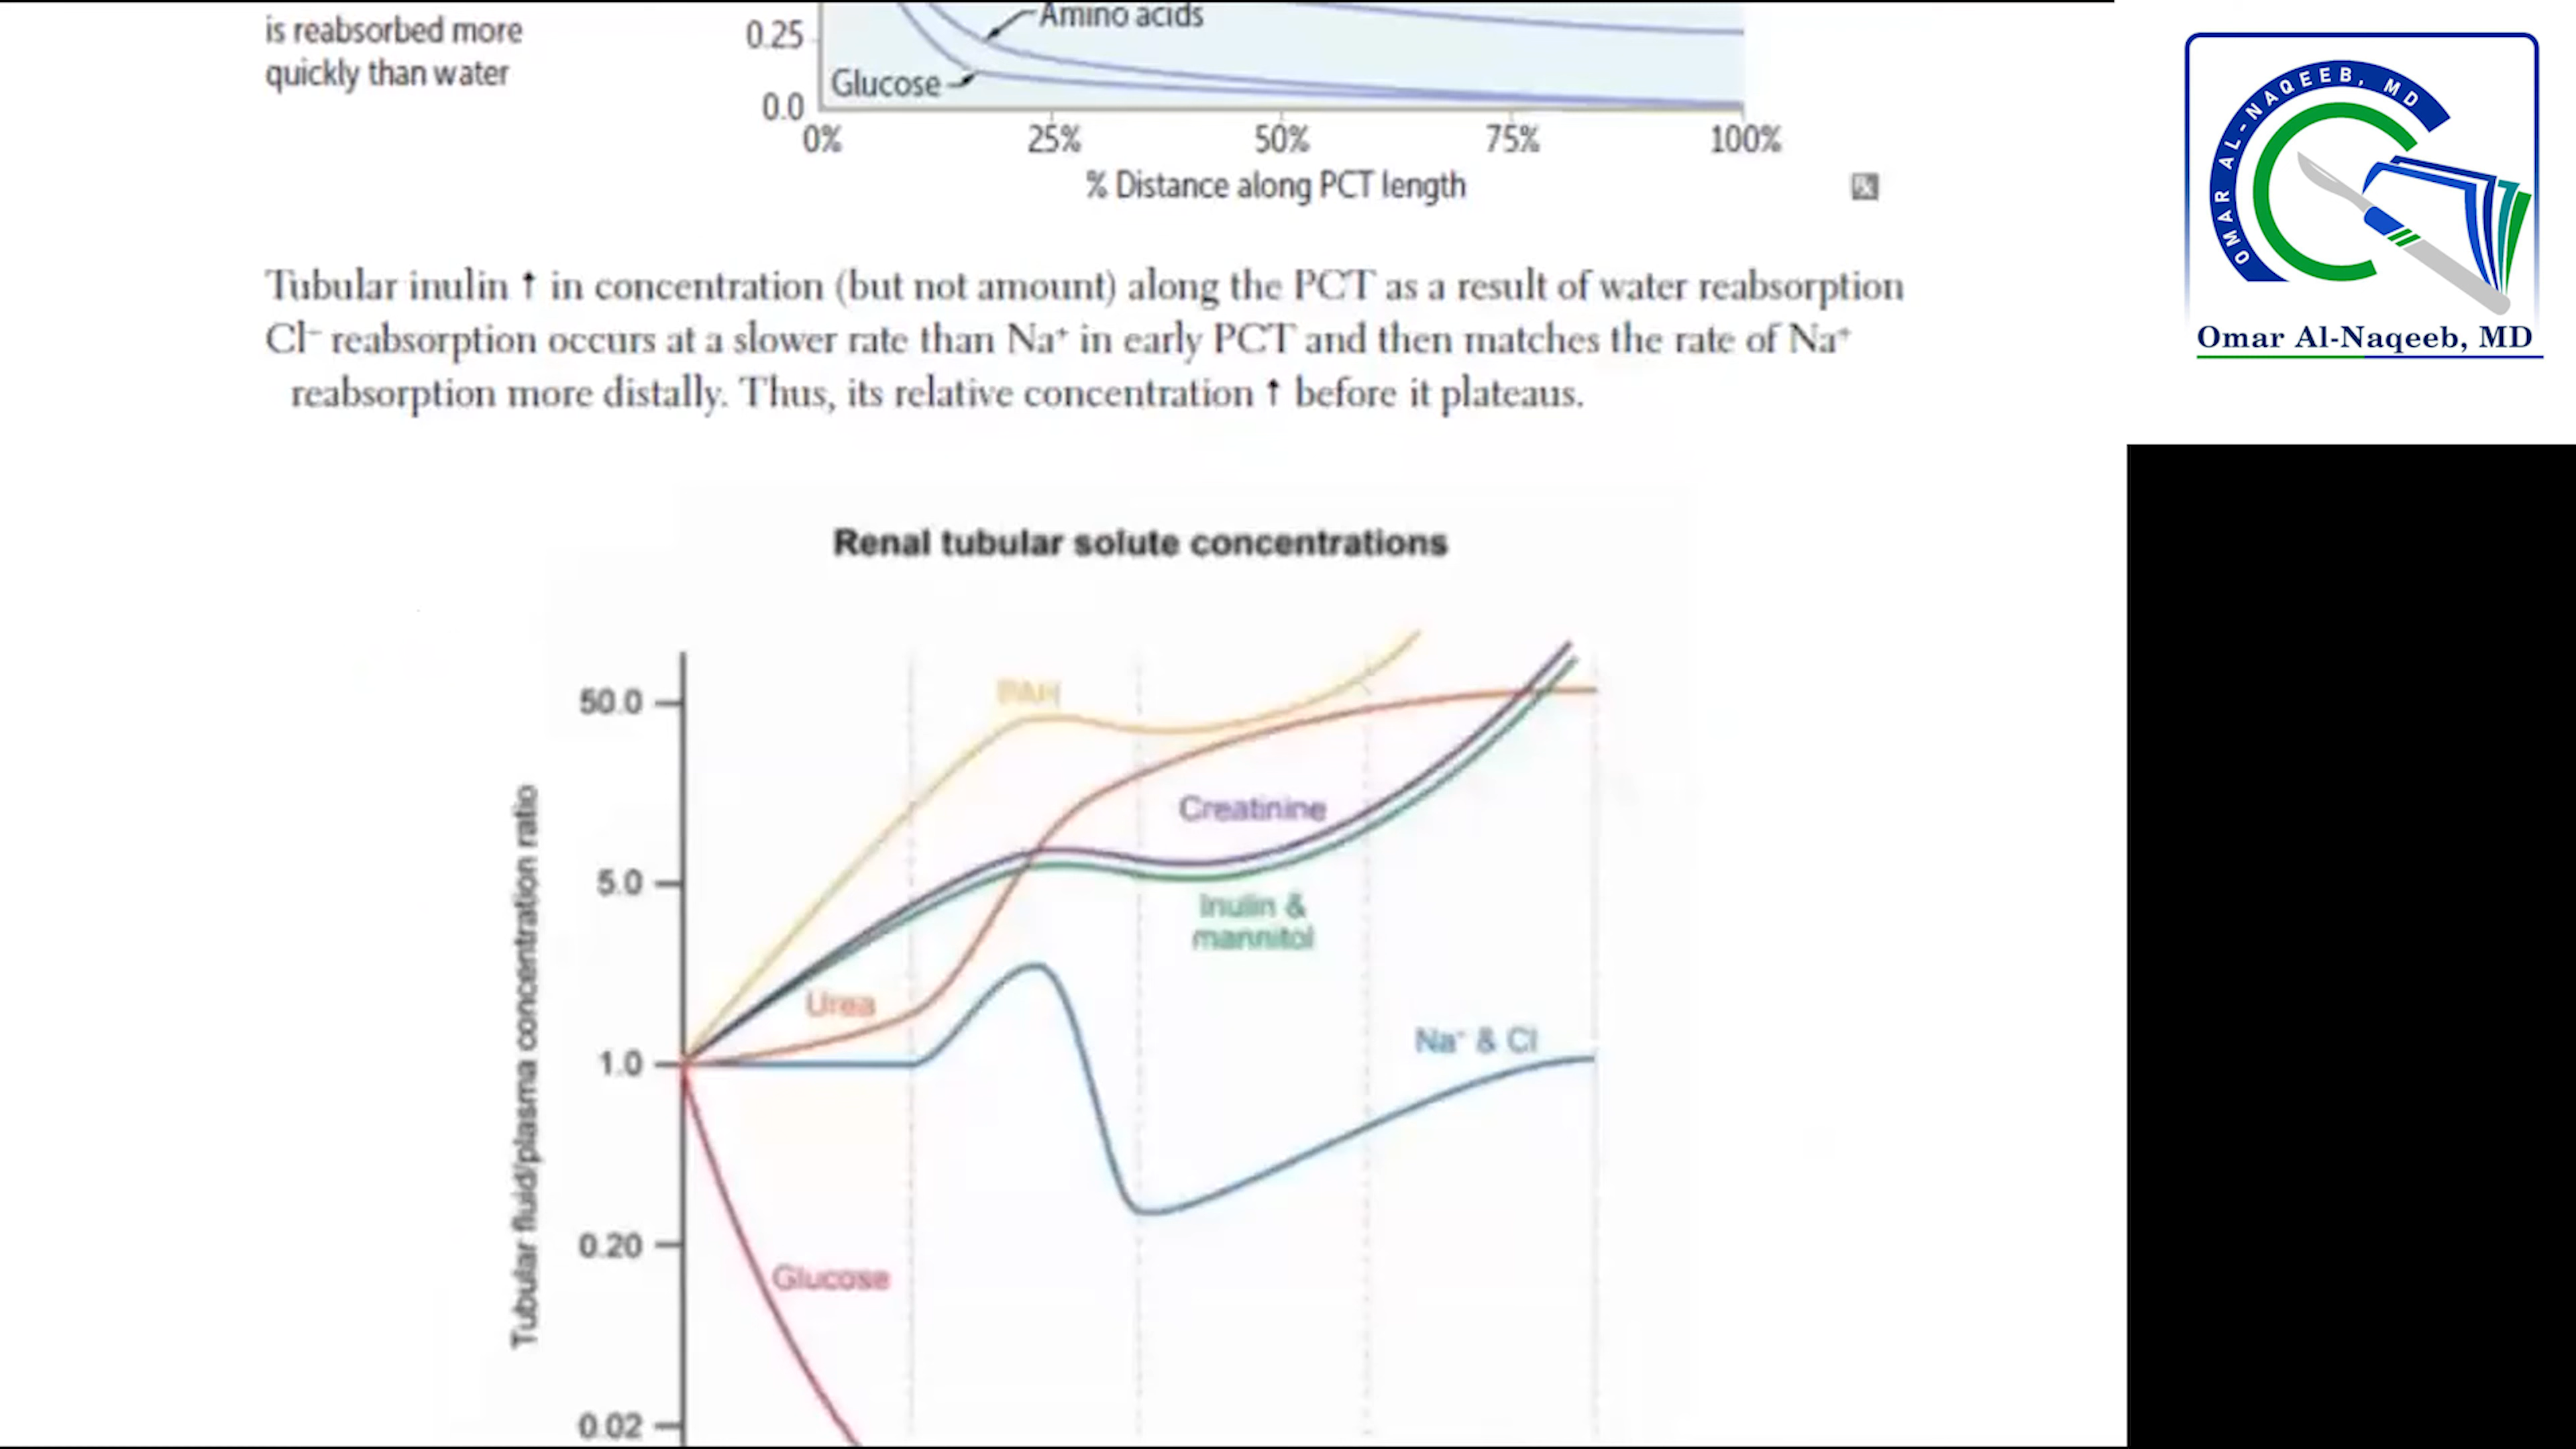 is reabsorbed more
quickly than water
0.25
Amino acids
Glucose
0.0
0% 25% 50% 75% 100%
% Distance along PCT length
Rx
Tubular inulin ↑ in concentration (but not amount) along the PCT as a result of water reabsorption
Cl⁻ reabsorption occurs at a slower rate than Na⁺ in early PCT and then matches the rate of Na⁺
reabsorption more distally. Thus, its relative concentration ↑ before it plateaus.
Renal tubular solute concentrations
Tubular fluid/plasma concentration ratio
50.0
5.0
1.0
0.20
0.02
PAH
Creatinine
Inulin &
mannitol
Urea
Na⁺ & Cl
Glucose
OMAR AL-NAQEEB, MD
Omar Al-Naqeeb, MD